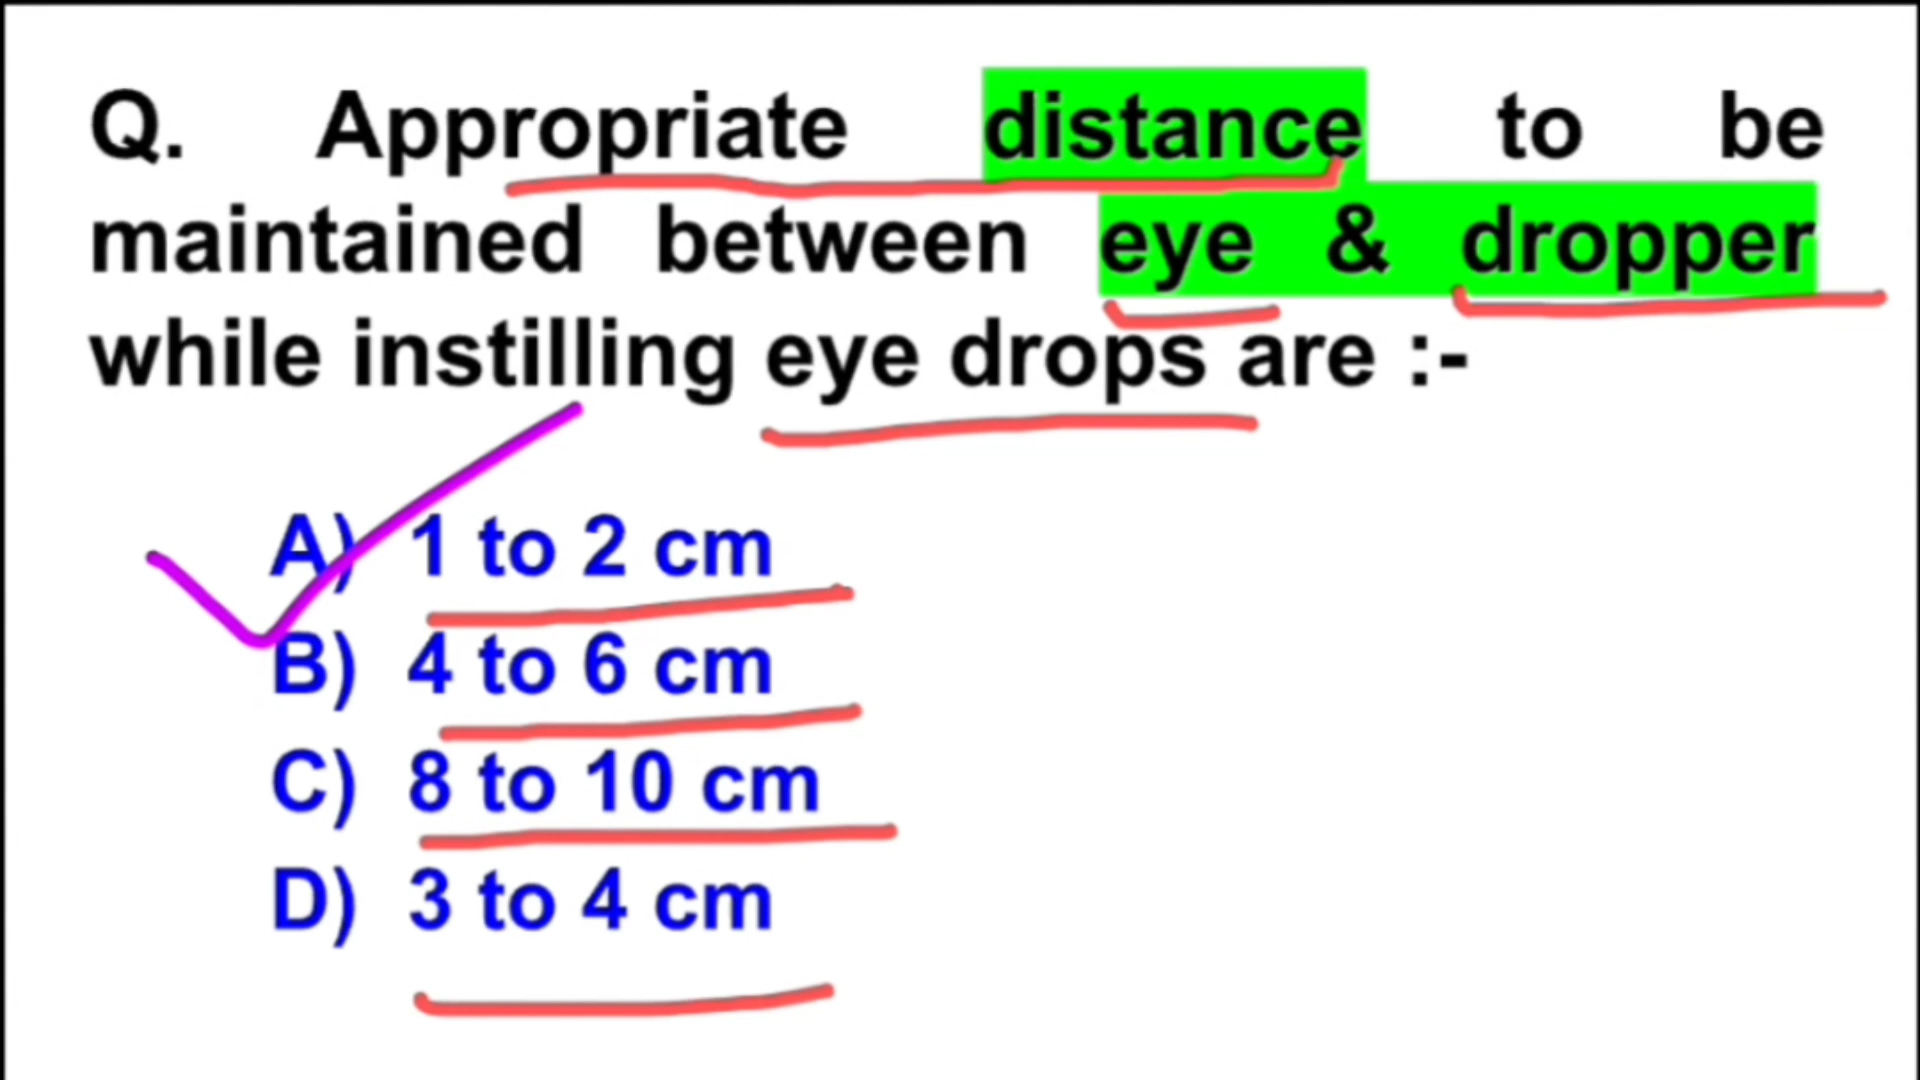 Q. Appropriate distance to be
maintained between eye & dropper
while instilling eye drops are :-
A) 1 to 2 cm
B) 4 to 6 cm
C) 8 to 10 cm
D) 3 to 4 cm